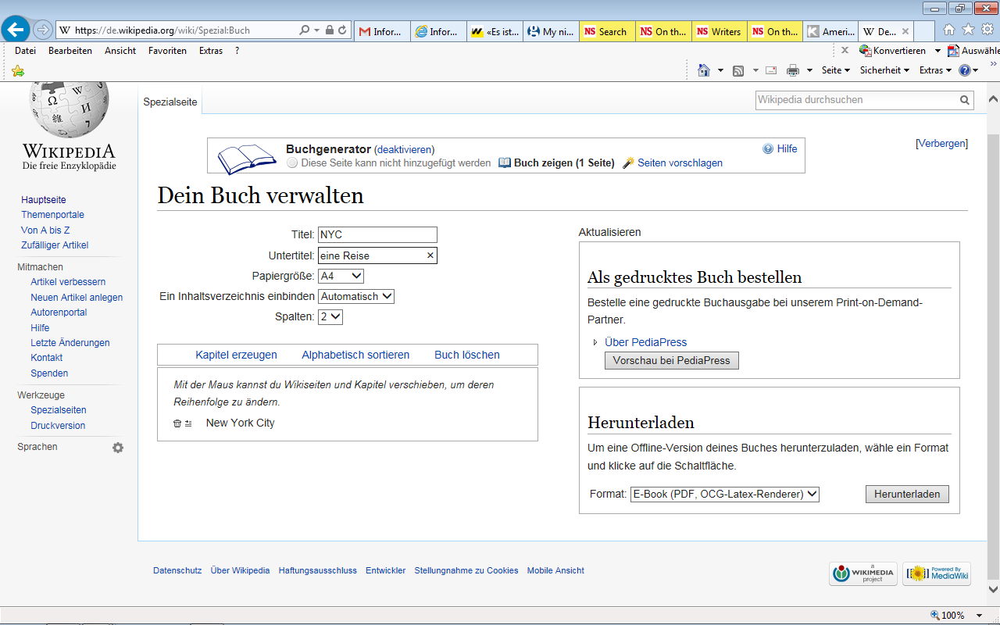 https://de.wikipedia.org/wiki/Spezial:Buch
Infor...
Infor...
«Es ist...
My ni...
NS Search
NS On th...
NS Writers
NS On th...
K Ameri...
W De...
Datei Bearbeiten Ansicht Favoriten Extras ?
Konvertieren Auswähle
Seite Sicherheit Extras
WIKIPEDIA
Die freie Enzyklopädie
Hauptseite
Themenportale
Von A bis Z
Zufälliger Artikel
Mitmachen
Artikel verbessern
Neuen Artikel anlegen
Autorenportal
Hilfe
Letzte Änderungen
Kontakt
Spenden
Werkzeuge
Spezialseiten
Druckversion
Sprachen
Spezialseite
Wikipedia durchsuchen
Buchgenerator (deaktivieren)
Hilfe
[Verbergen]
Diese Seite kann nicht hinzugefügt werden Buch zeigen (1 Seite) Seiten vorschlagen
Dein Buch verwalten
Titel: NYC
Untertitel: eine Reise
Papiergröße: A4
Ein Inhaltsverzeichnis einbinden Automatisch
Spalten: 2
Kapitel erzeugen Alphabetisch sortieren Buch löschen
Mit der Maus kannst du Wikiseiten und Kapitel verschieben, um deren
Reihenfolge zu ändern.
New York City
Aktualisieren
Als gedrucktes Buch bestellen
Bestelle eine gedruckte Buchausgabe bei unserem Print-on-Demand-
Partner.
Über PediaPress
Vorschau bei PediaPress
Herunterladen
Um eine Offline-Version deines Buches herunterzuladen, wähle ein Format
und klicke auf die Schaltfläche.
Format: E-Book (PDF, OCG-Latex-Renderer) Herunterladen
Datenschutz Über Wikipedia Haftungsausschluss Entwickler Stellungnahme zu Cookies Mobile Ansicht
a
WIKIMEDIA
project
Powered By
MediaWiki
100%